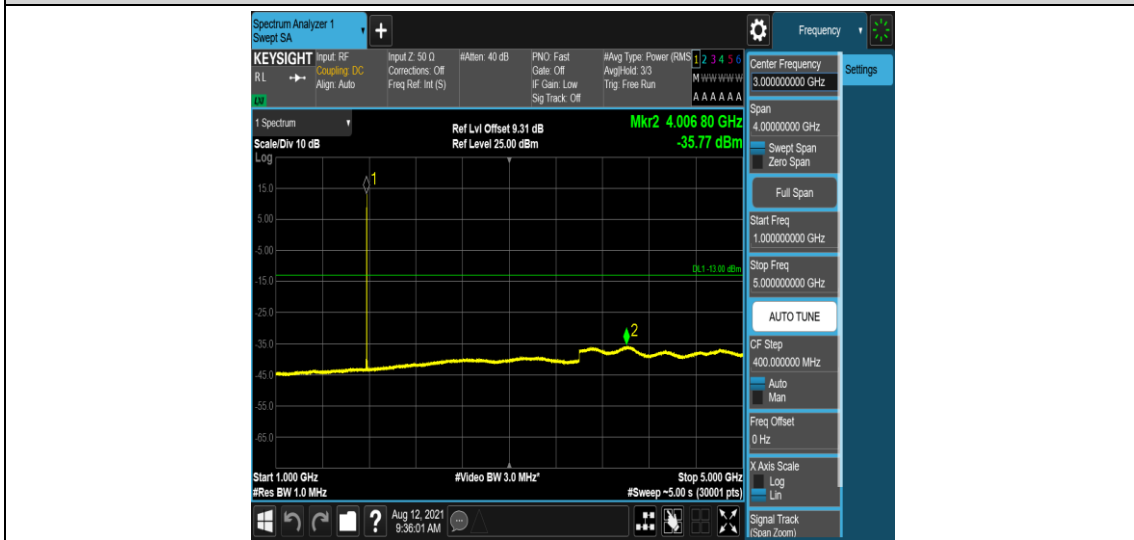 Spectrum Analyzer 1
Swept SA
Frequency
KEYSIGHT
RL
Input: RF
Coupling: DC
Align: Auto
Input Z: 50 Ω
Corrections: Off
Freq Ref: Int (S)
#Atten: 40 dB
PNO: Fast
Gate: Off
IF Gain: Low
Sig Track: Off
#Avg Type: Power (RMS
Avg|Hold: 3/3
Trig: Free Run
1 2 3 4 5 6
M W W W W W
A A A A A A
1 Spectrum
Scale/Div 10 dB
Log
Ref Lvl Offset 9.31 dB
Ref Level 25.00 dBm
Mkr2 4.006 80 GHz
-35.77 dBm
1
15.0
5.00
-5.00
DL1 -13.00 dBm
-15.0
-25.0
2
-35.0
-45.0
-55.0
-65.0
Start 1.000 GHz
#Video BW 3.0 MHz*
Stop 5.000 GHz
#Res BW 1.0 MHz
#Sweep ~5.00 s (30001 pts)
Aug 12, 2021
9:36:01 AM
Center Frequency
3.000000000 GHz
Settings
Span
4.00000000 GHz
Swept Span
Zero Span
Full Span
Start Freq
1.000000000 GHz
Stop Freq
5.000000000 GHz
AUTO TUNE
CF Step
400.000000 MHz
Auto
Man
Freq Offset
0 Hz
X Axis Scale
Log
Lin
Signal Track
(Span Zoom)